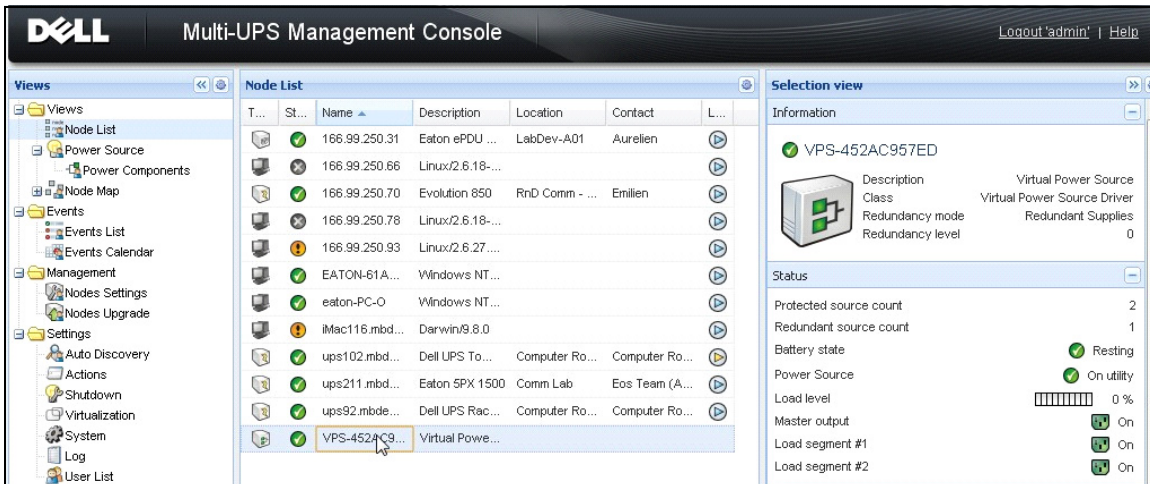 DELL Multi-UPS Management Console Logout 'admin' | Help
Views
Views
Node List
Power Source
Power Components
Node Map
Events
Events List
Events Calendar
Management
Nodes Settings
Nodes Upgrade
Settings
Auto Discovery
Actions
Shutdown
Virtualization
System
Log
User List
Node List
T... St... Name Description Location Contact L...
166.99.250.31 Eaton ePDU ... LabDev-A01 Aurelien
166.99.250.66 Linux/2.6.18-...
166.99.250.70 Evolution 850 RnD Comm - ... Emilien
166.99.250.78 Linux/2.6.18-...
166.99.250.93 Linux/2.6.27....
EATON-61A... Windows NT...
eaton-PC-O Windows NT...
iMac116.mbd... Darwin/9.8.0
ups102.mbd... Dell UPS To... Computer Ro... Computer Ro...
ups211.mbd... Eaton 5PX 1500 Comm Lab Eos Team (A...
ups92.mbde... Dell UPS Rac... Computer Ro... Computer Ro...
VPS-452AC9... Virtual Powe...
Selection view
Information
VPS-452AC957ED
Description Virtual Power Source
Class Virtual Power Source Driver
Redundancy mode Redundant Supplies
Redundancy level 0
Status
Protected source count 2
Redundant source count 1
Battery state Resting
Power Source On utility
Load level 0 %
Master output On
Load segment #1 On
Load segment #2 On